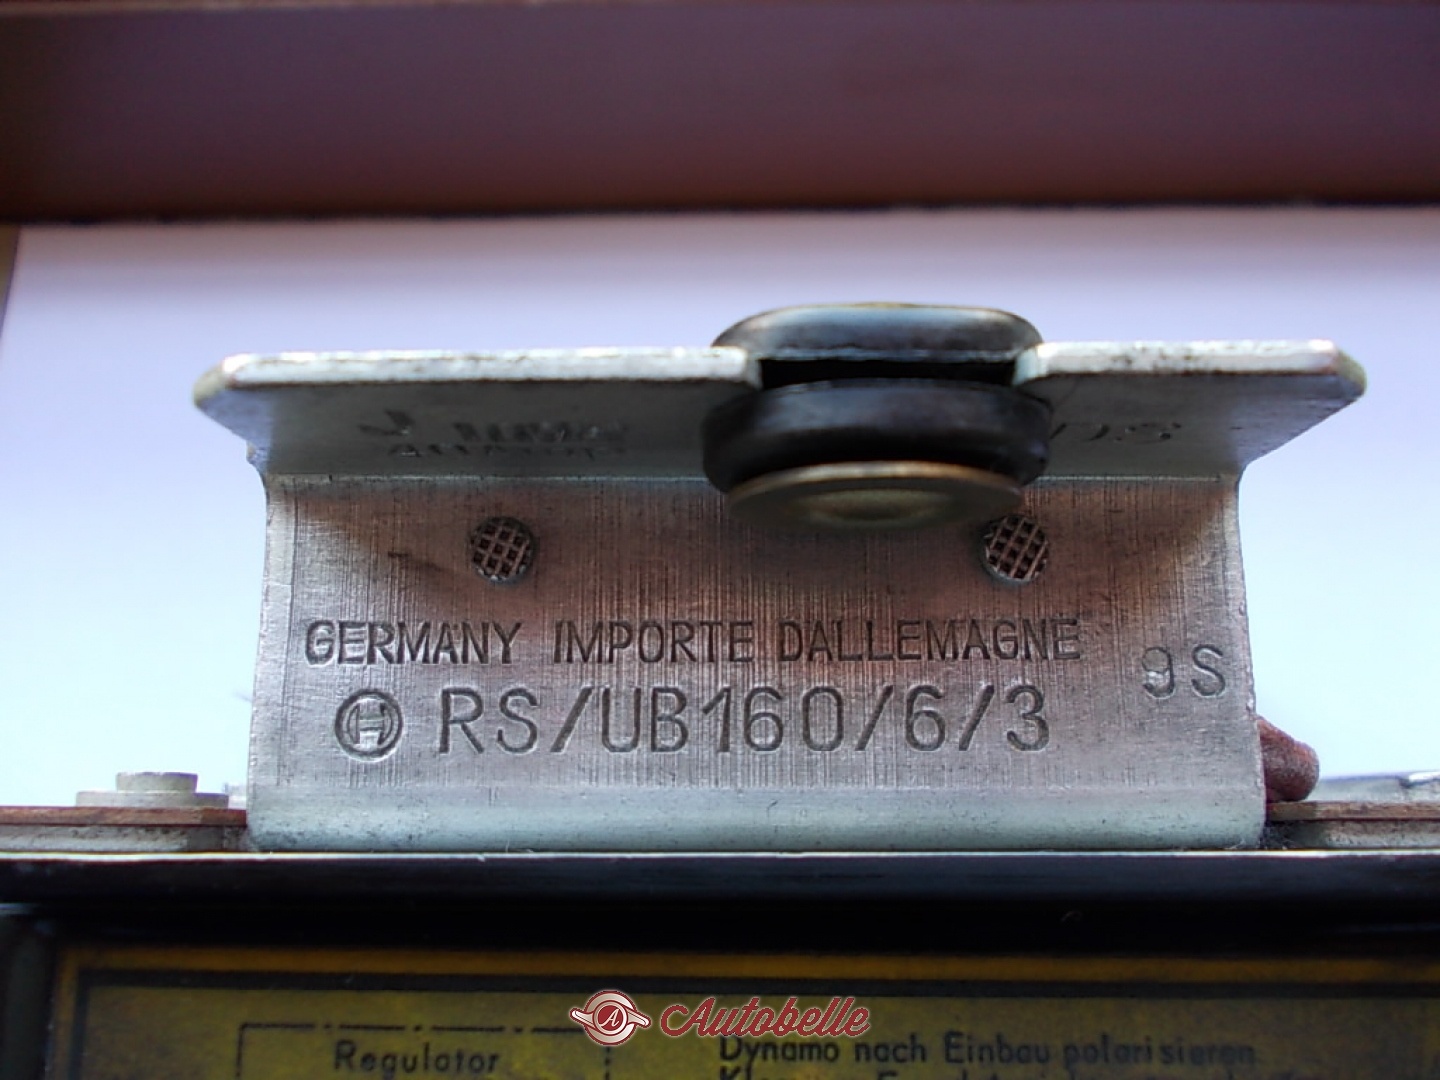 GERMANY IMPORTE DALLEMAGNE
RS/UB160/6/3
9S
Regulator
Dynamo nach Einbau polarisieren
Autobelle